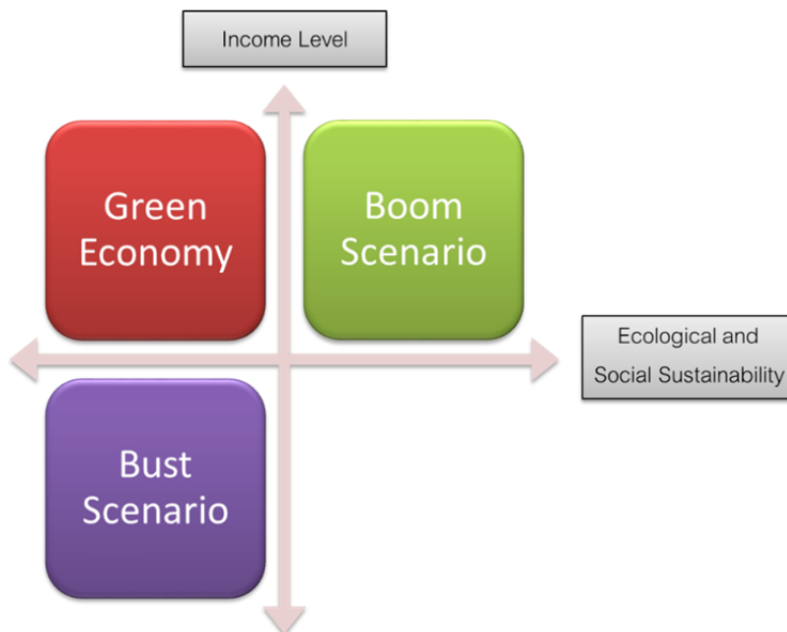 Income Level
Green
Economy
Boom
Scenario
Ecological and
Social Sustainability
Bust
Scenario